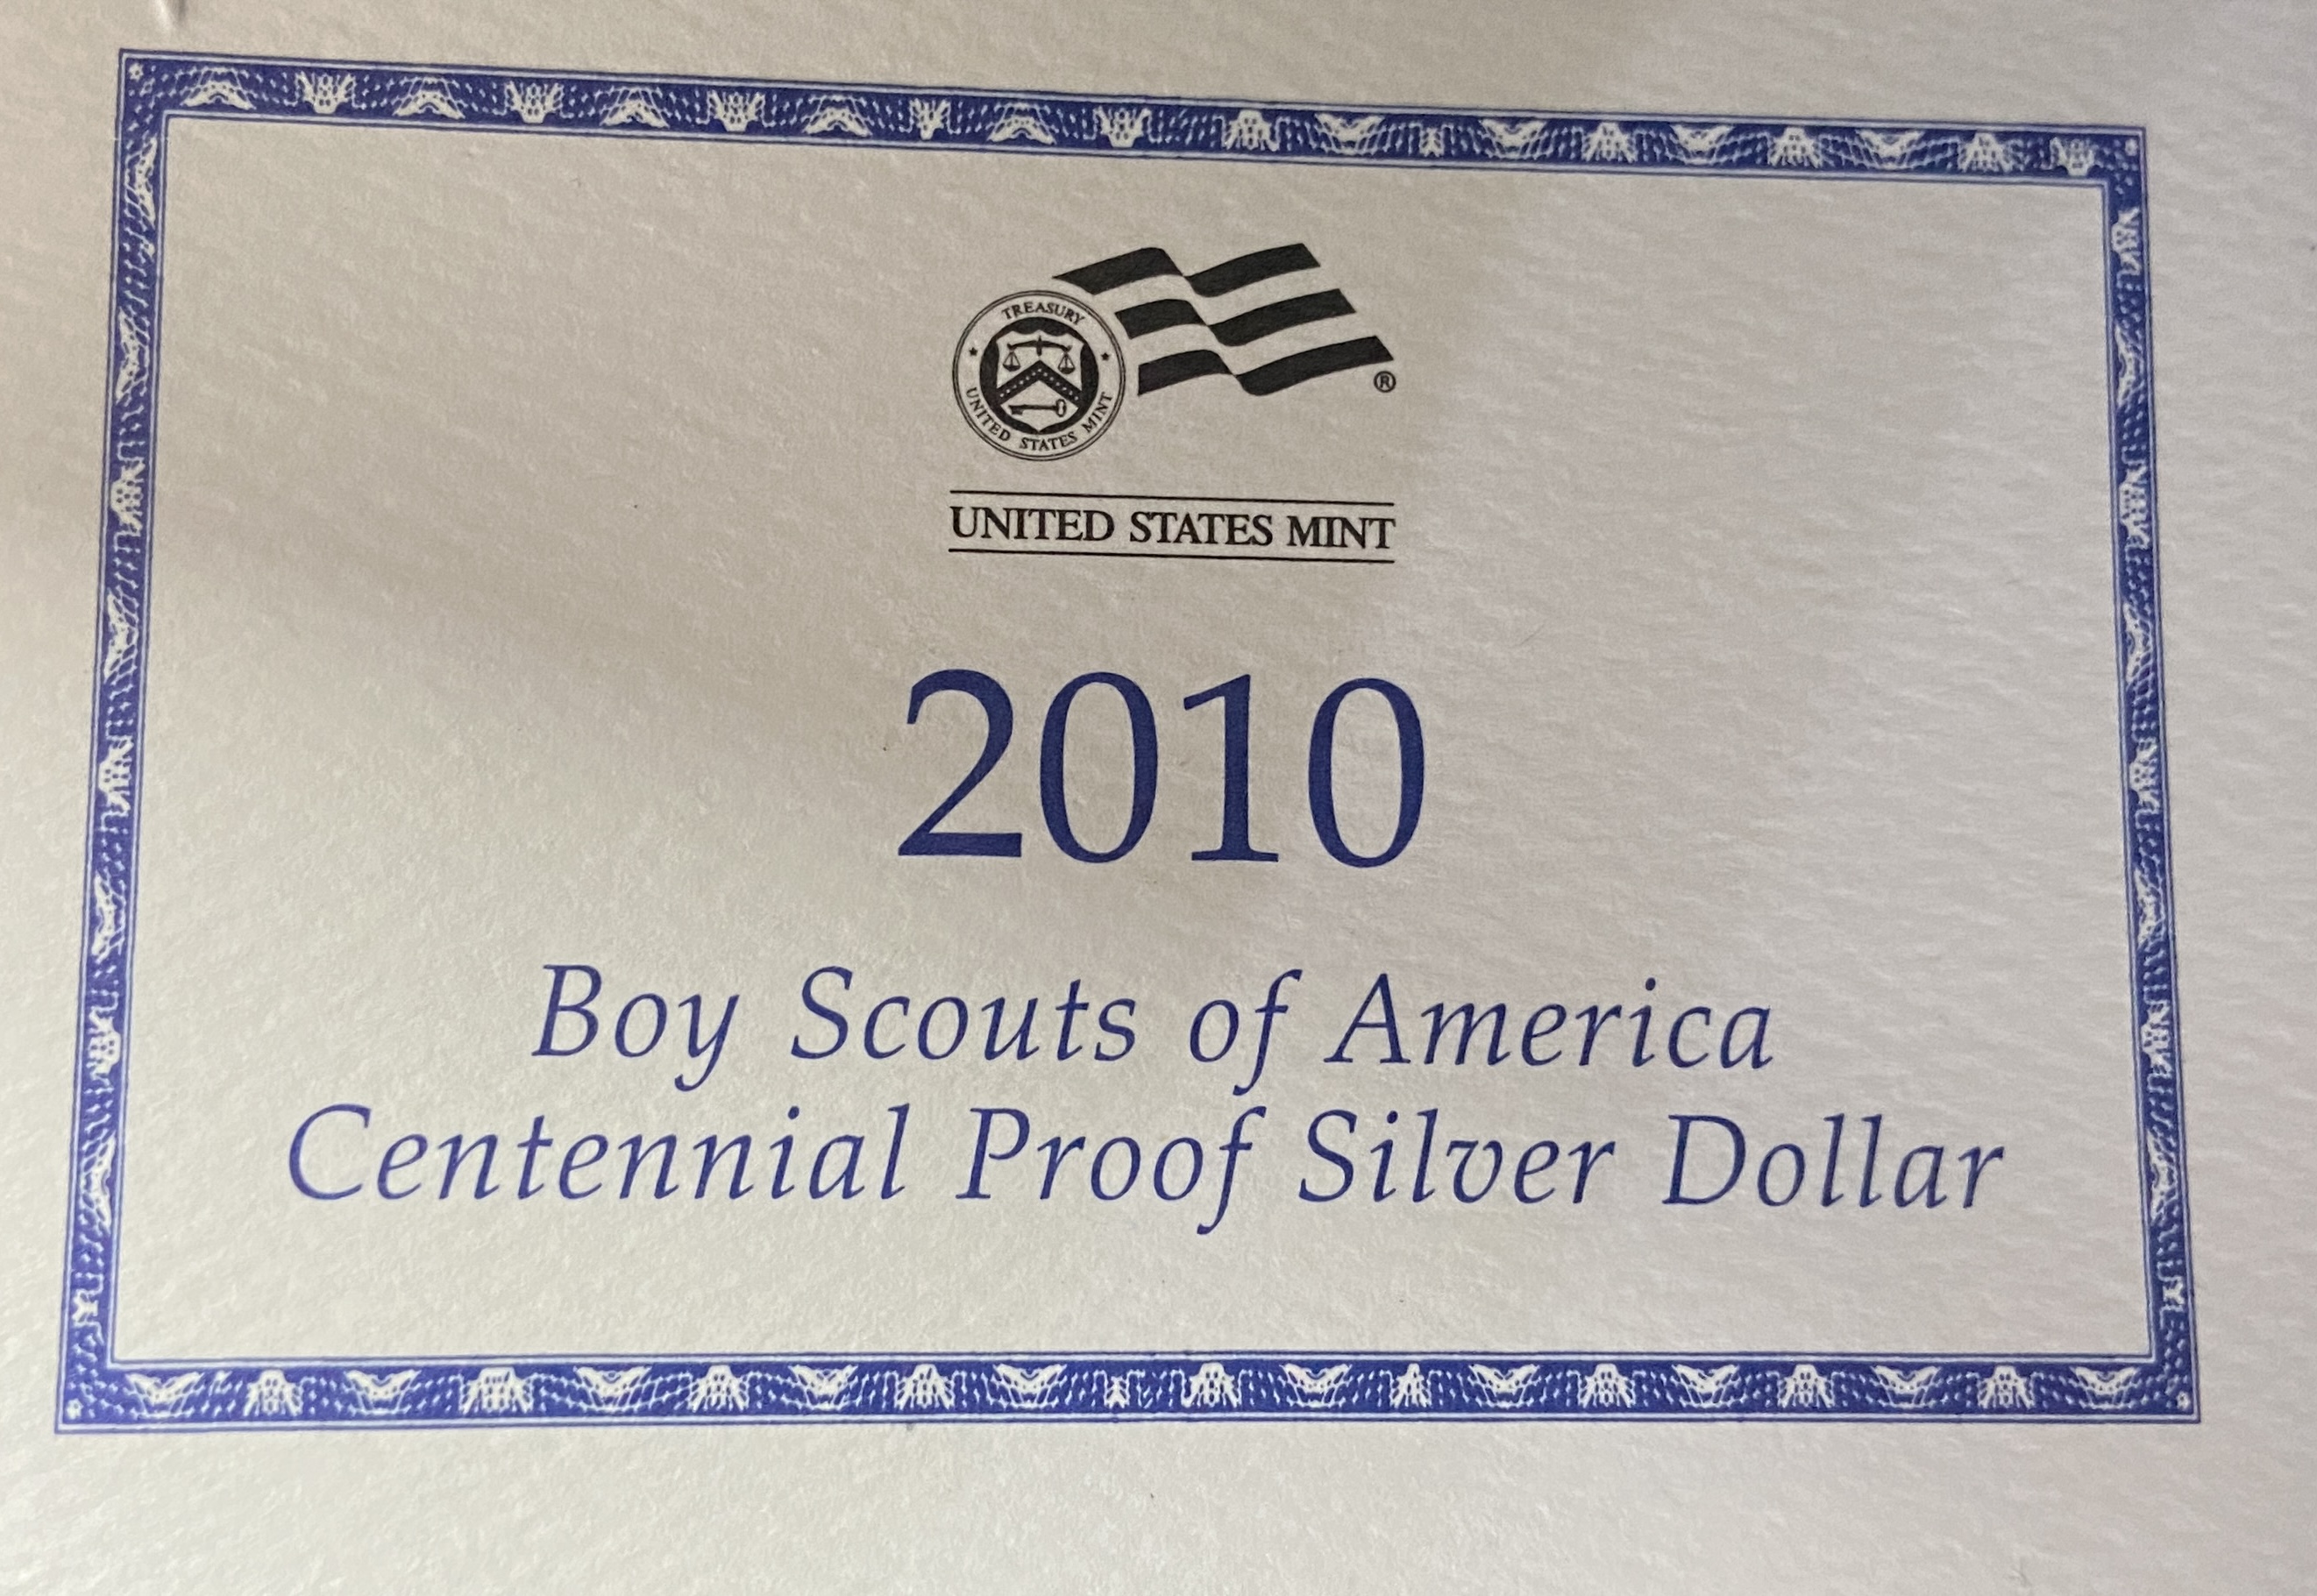 TREASURY
UNITED STATES MINT
®
UNITED STATES MINT
2010
Boy Scouts of America
Centennial Proof Silver Dollar